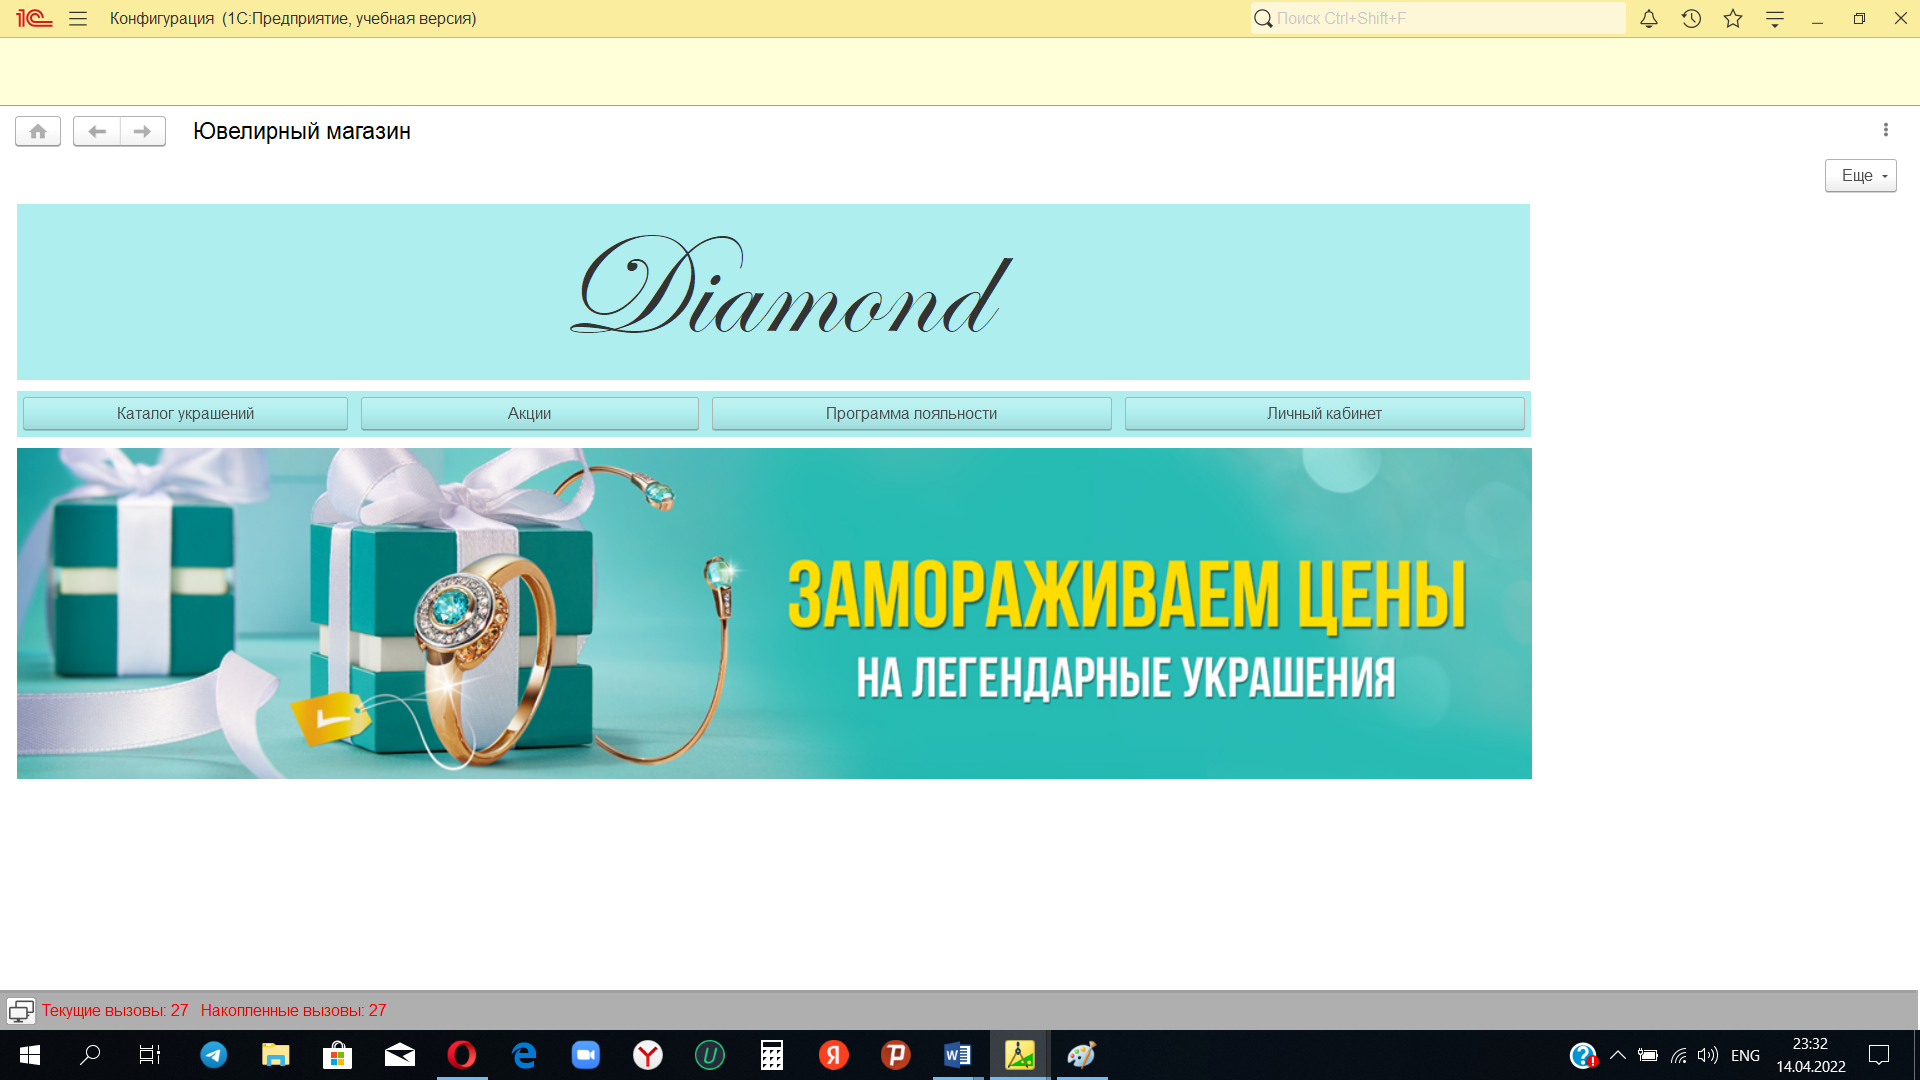 Конфигурация (1С:Предприятие, учебная версия)
Поиск Ctrl+Shift+F
Ювелирный магазин
Еще
Diamond
Каталог украшений
Акции
Программа лояльности
Личный кабинет
ЗАМОРАЖИВАЕМ ЦЕНЫ
НА ЛЕГЕНДАРНЫЕ УКРАШЕНИЯ
Текущие вызовы: 27 Накопленные вызовы: 27
ENG
23:32
14.04.2022